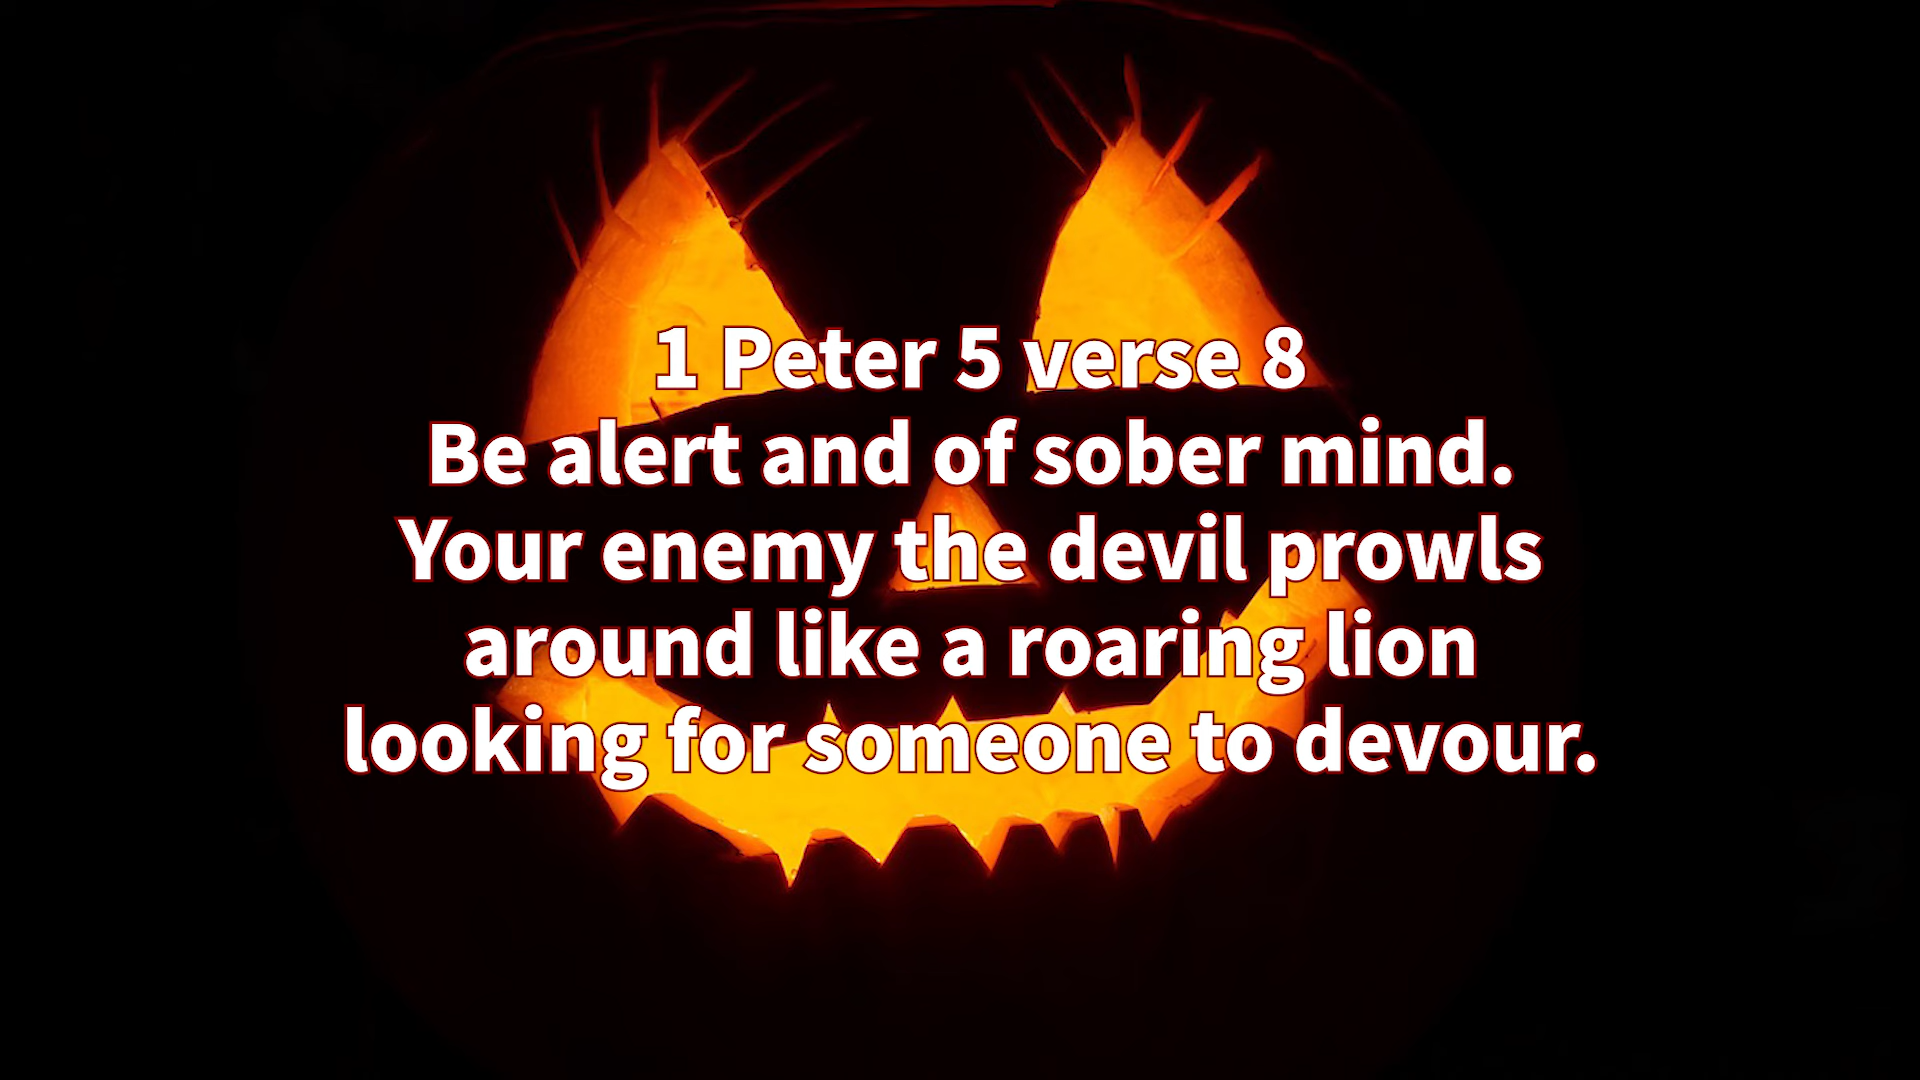 1 Peter 5 verse 8
Be alert and of sober mind.
Your enemy the devil prowls
around like a roaring lion
looking for someone to devour.